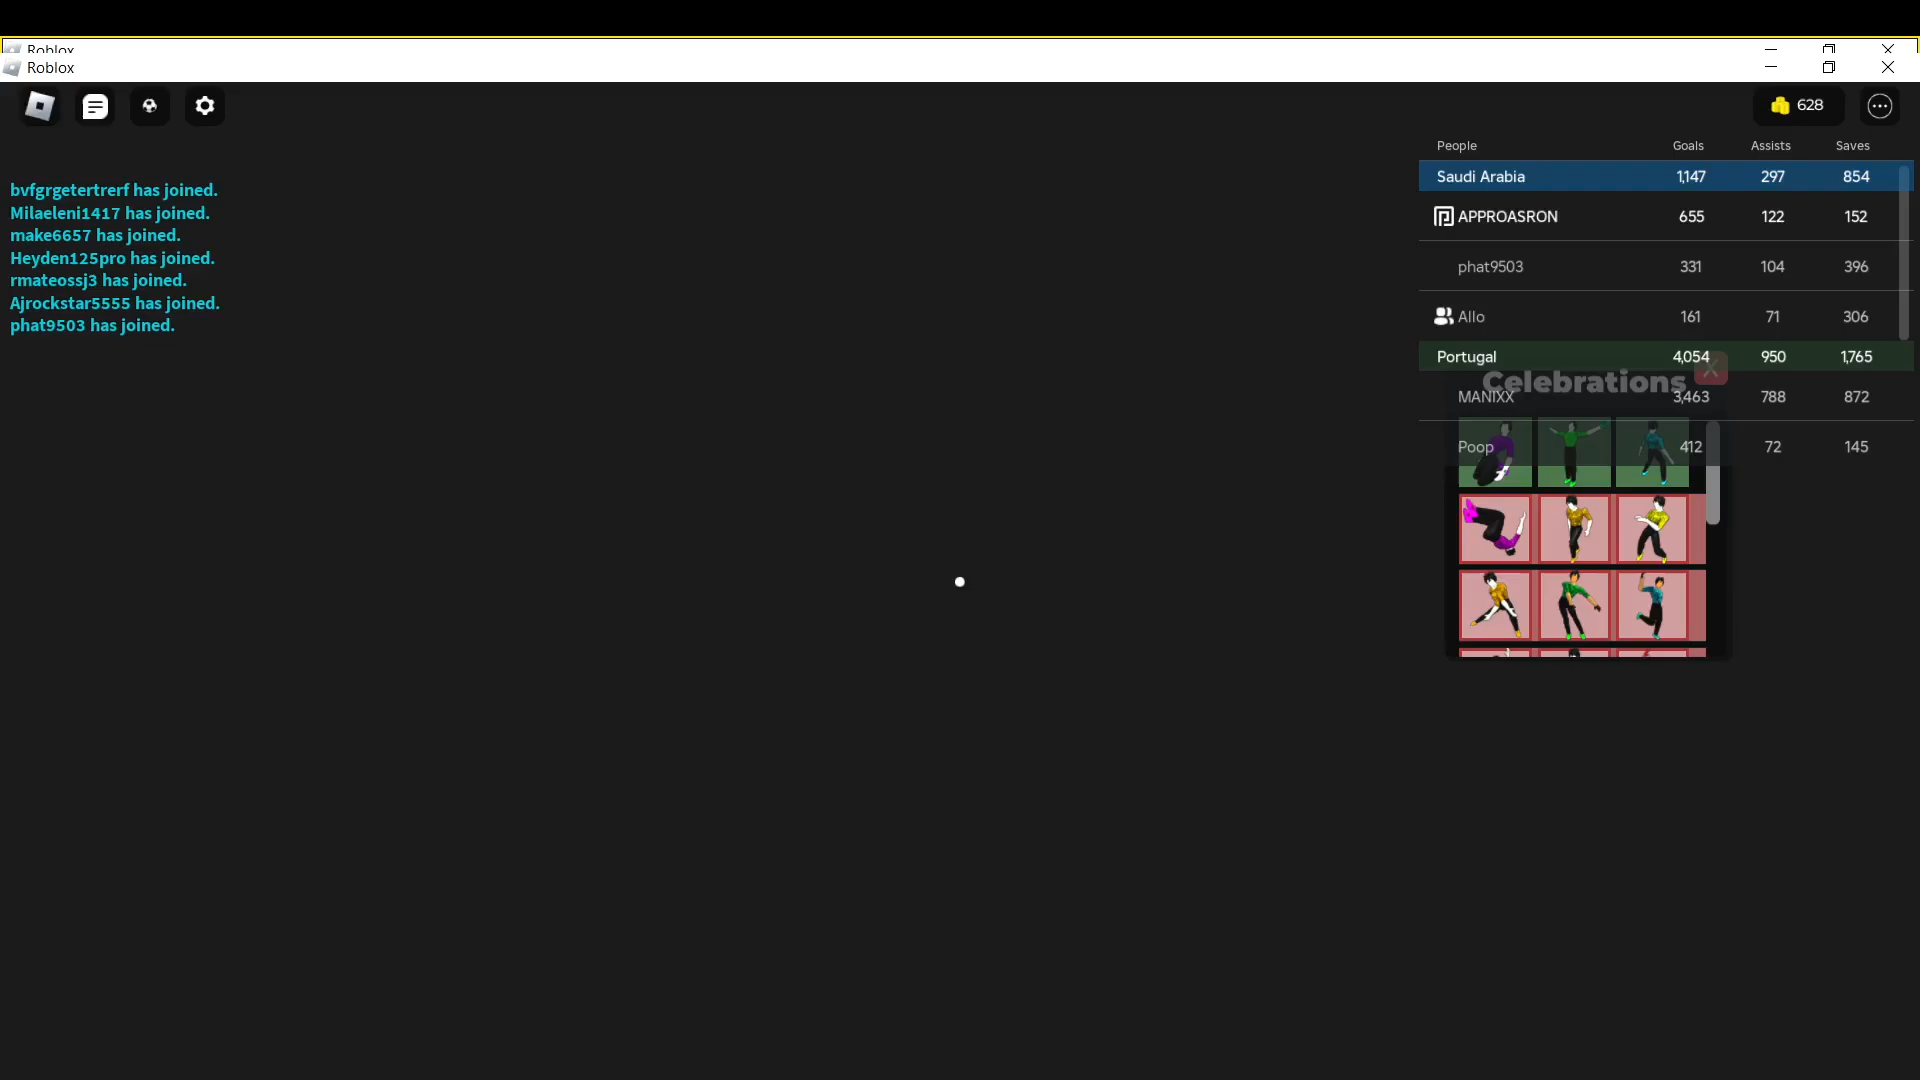 Roblox
Roblox
628
bvfgrgetertrerf has joined.
Milaeleni1417 has joined.
make6657 has joined.
Heyden125pro has joined.
rmateossj3 has joined.
Ajrockstar5555 has joined.
phat9503 has joined.
People Goals Assists Saves
Saudi Arabia 1,147 297 854
APPROASRON 655 122 152
phat9503 331 104 396
Allo 161 71 306
Portugal 4,054 950 1,765
Celebrations X
MANIXX 3,463 788 872
Poop 412 72 145